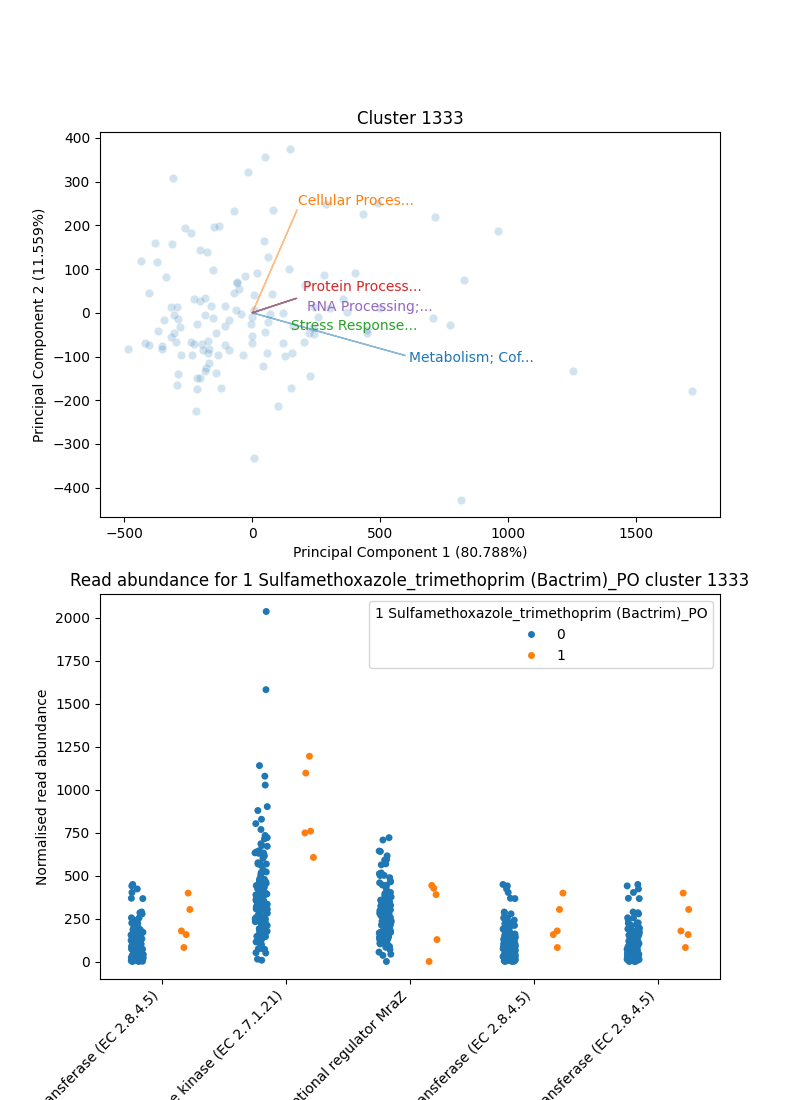 Cluster 1333
400
300
200
100
0
−100
−200
−300
−400
Principal Component 2 (11.559%)
Cellular Proces...
Protein Process...
RNA Processing;...
Stress Response...
Metabolism; Cof...
−500 0 500 1000 1500
Principal Component 1 (80.788%)
Read abundance for 1 Sulfamethoxazole_trimethoprim (Bactrim)_PO cluster 1333
1 Sulfamethoxazole_trimethoprim (Bactrim)_PO
0
1
2000
1750
1500
1250
1000
750
500
250
0
Normalised read abundance
ansferase (EC 2.8.4.5)
e kinase (EC 2.7.1.21)
tional regulator MraZ
ansferase (EC 2.8.4.5)
ansferase (EC 2.8.4.5)